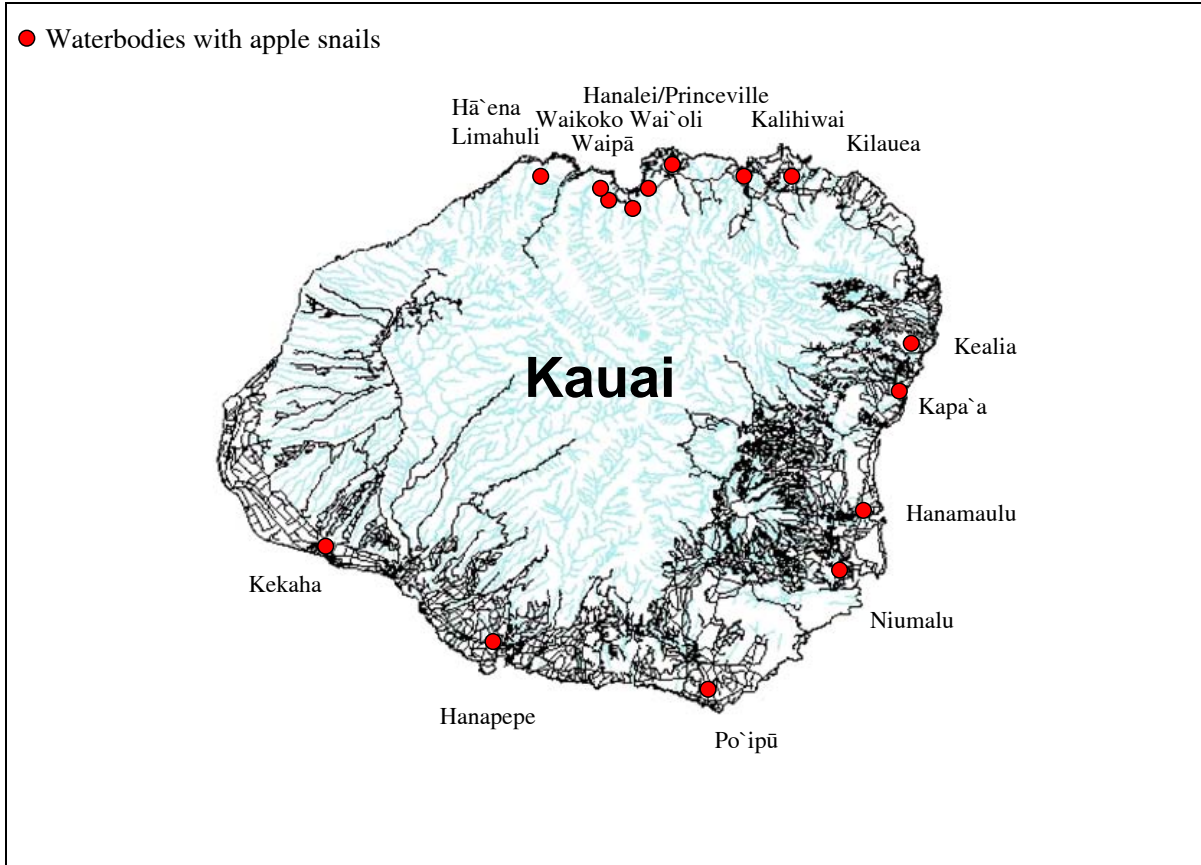 Waterbodies with apple snails
Hanalei/Princeville
Hā`ena
Waikoko Wai`oli
Kalihiwai
Limahuli
Waipā
Kilauea
Kealia
Kauai
Kapa`a
Hanamaulu
Kekaha
Niumalu
Hanapepe
Po`ipū